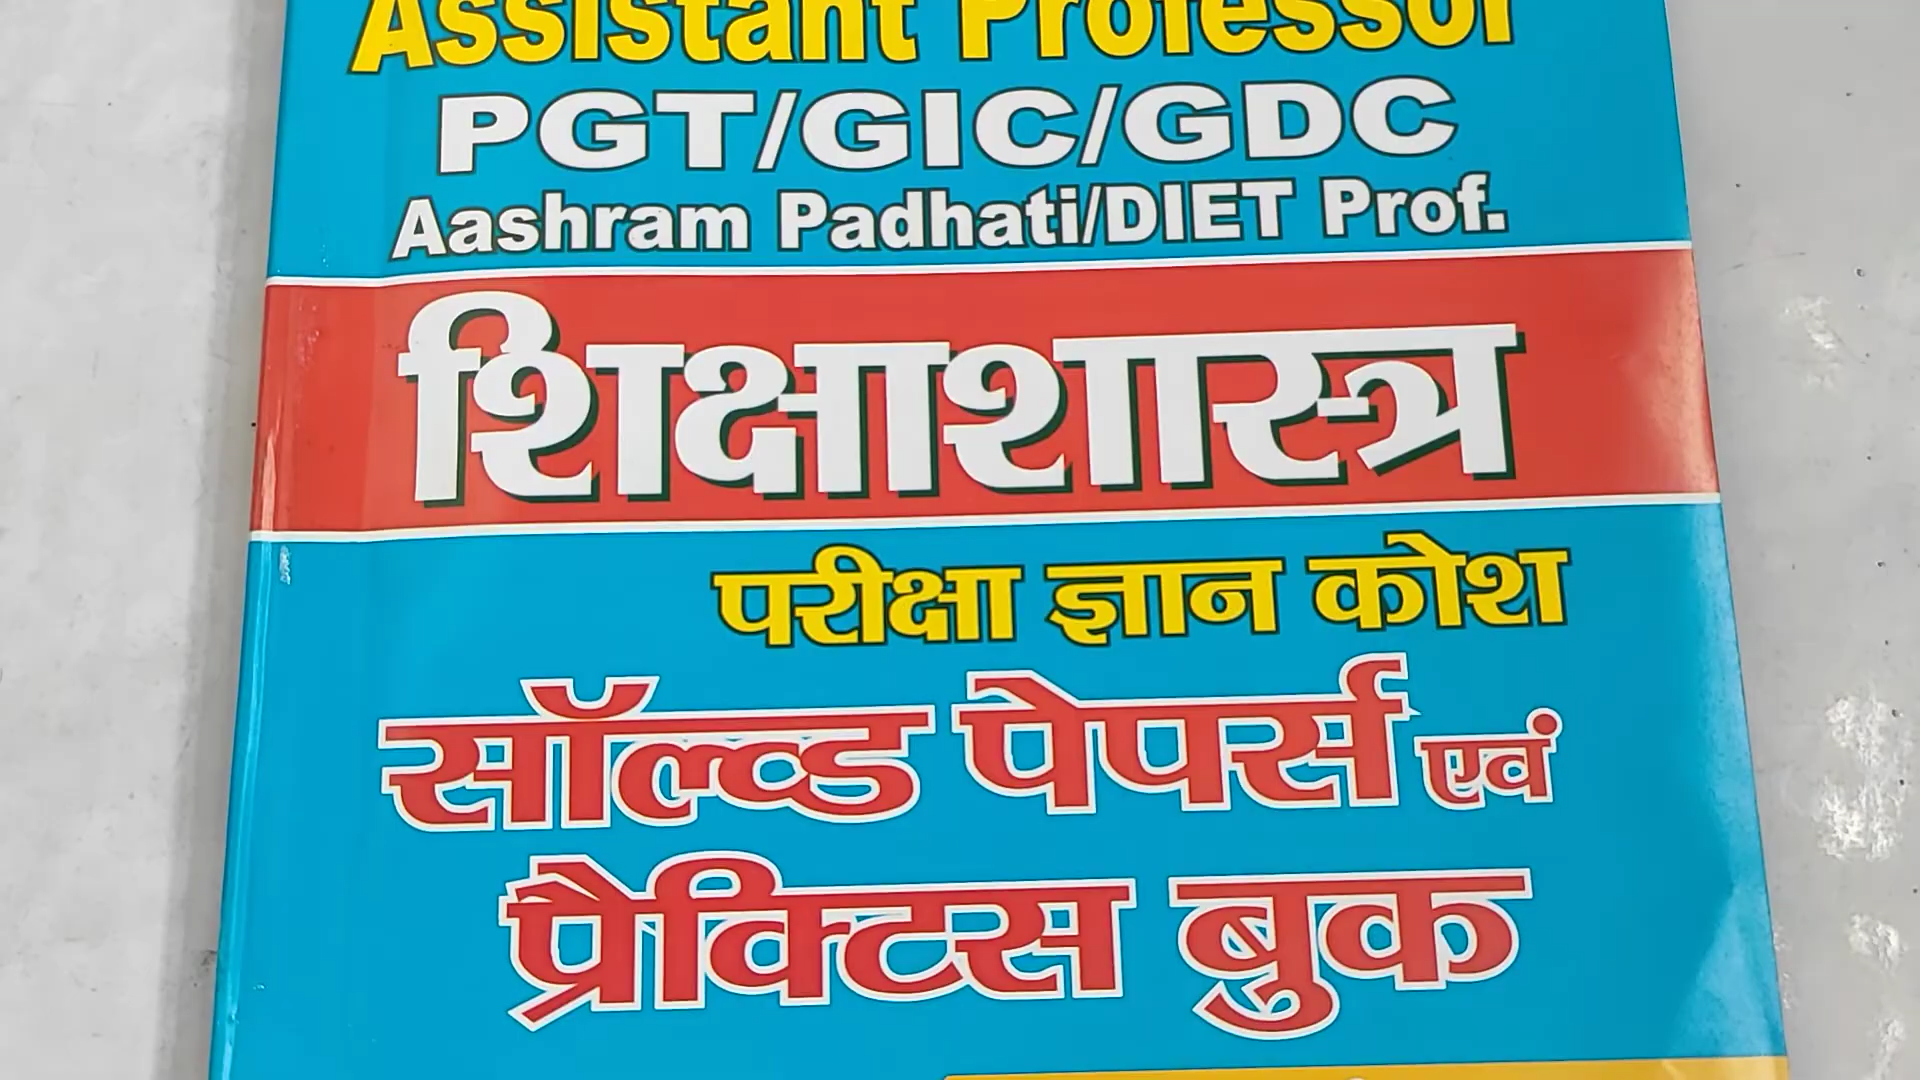 Assistant Professor
PGT/GIC/GDC
Aashram Padhati/DIET Prof.
शिक्षाशास्त्र
परीक्षा ज्ञान कोश
सॉल्व्ड पेपर्स एवं
प्रेक्टिस बुक